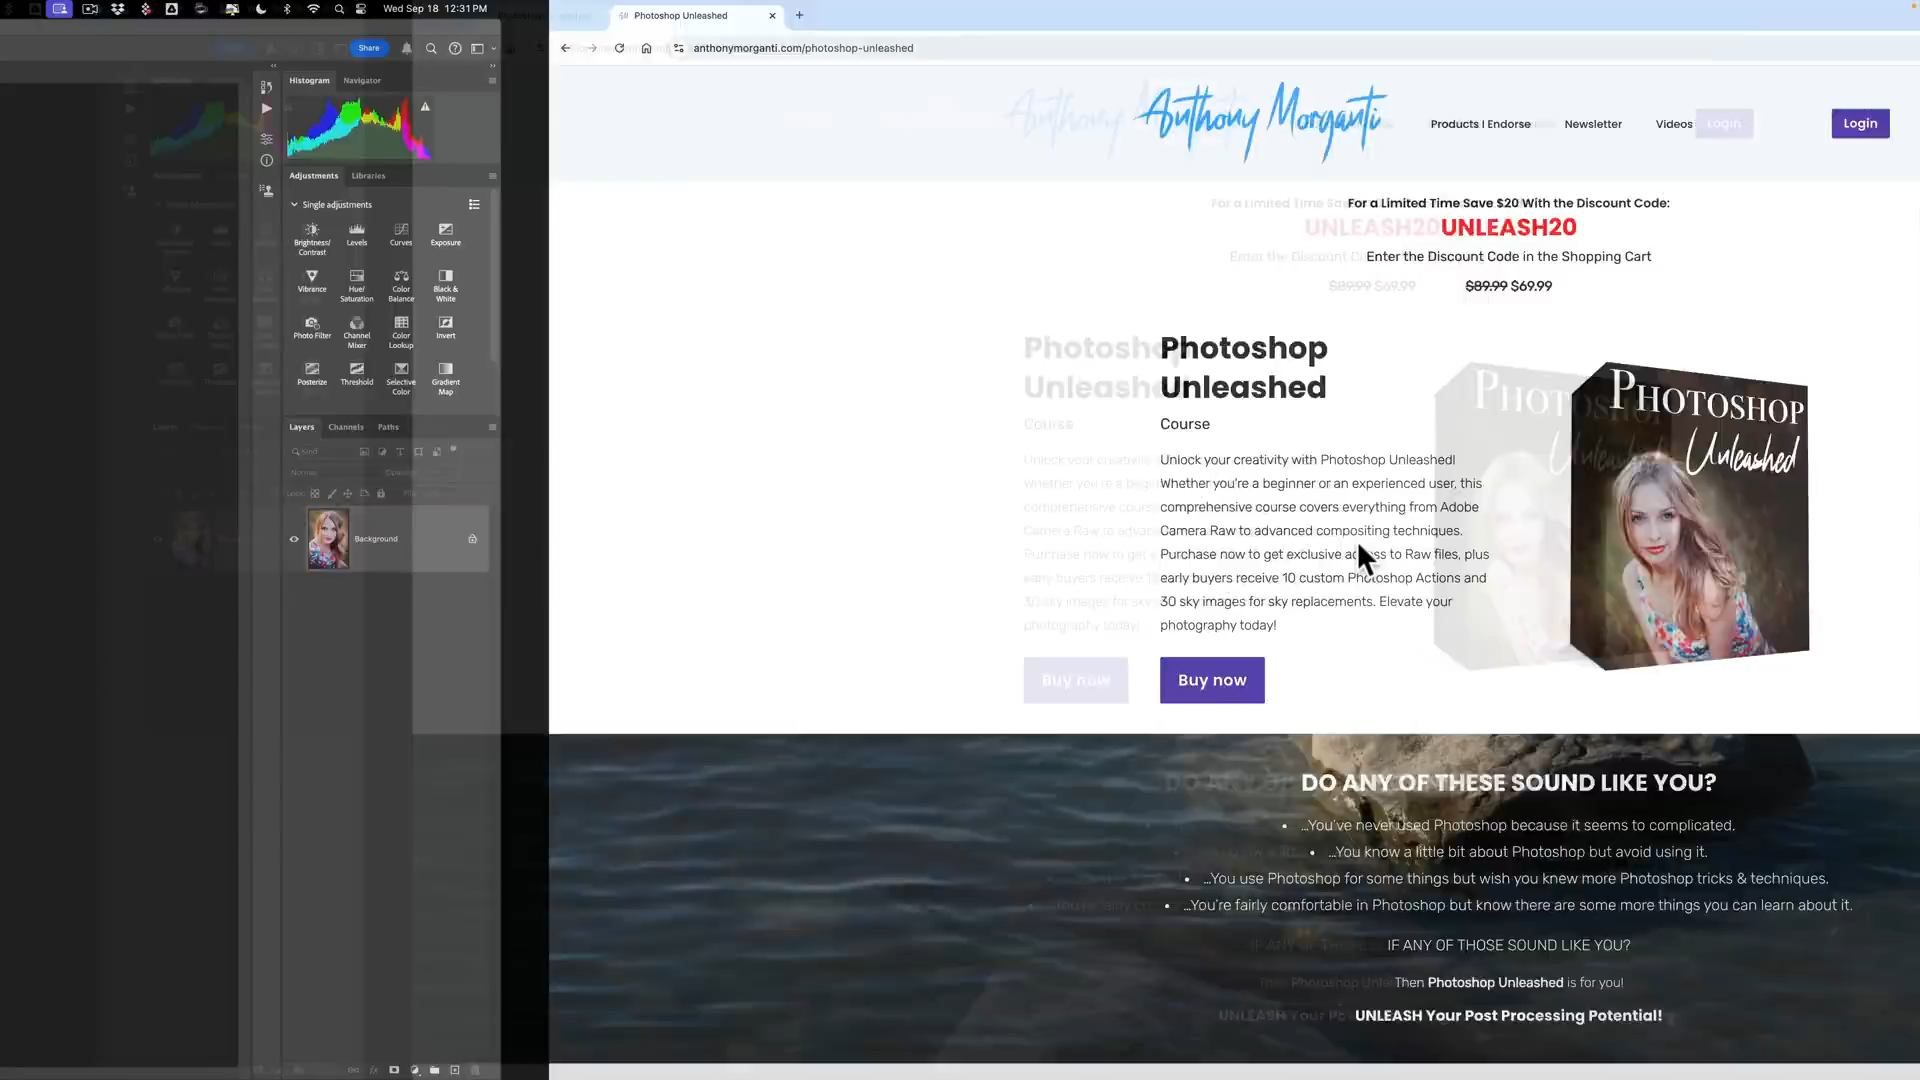 Wed Sep 18 12:31 PM
Photoshop Unleashed
Share
anthonymorganti.com/photoshop-unleashed
Histogram Navigator
Adjustments Libraries
Single adjustments
Brightness/
Contrast
Levels
Curves
Exposure
Vibrance
Hue/
Saturation
Color
Balance
Black &
White
Photo Filter
Channel
Mixer
Color
Lookup
Invert
Posterize
Threshold
Selective
Color
Gradient
Map
Layers Channels Paths
Kind
Normal
Background
Anthony Morganti
Products I Endorse Newsletter Videos Login
For a Limited Time Save $20 With the Discount Code:
UNLEASH20
Enter the Discount Code in the Shopping Cart
$89.99 $69.99
Photoshop
Unleashed
Course
Unlock your creativity with Photoshop Unleashed!
Whether you're a beginner or an experienced user, this
comprehensive course covers everything from Adobe
Camera Raw to advanced compositing techniques.
Purchase now to get exclusive access to Raw files, plus
early buyers receive 10 custom Photoshop Actions and
30 sky images for sky replacements. Elevate your
photography today!
Buy now
PHOTOSHOP
Unleashed
DO ANY OF THESE SOUND LIKE YOU?
• ...You've never used Photoshop because it seems to complicated.
• ...You know a little bit about Photoshop but avoid using it.
• ...You use Photoshop for some things but wish you knew more Photoshop tricks & techniques.
• ...You're fairly comfortable in Photoshop but know there are some more things you can learn about it.
IF ANY OF THOSE SOUND LIKE YOU?
Then Photoshop Unleashed is for you!
UNLEASH Your Post Processing Potential!